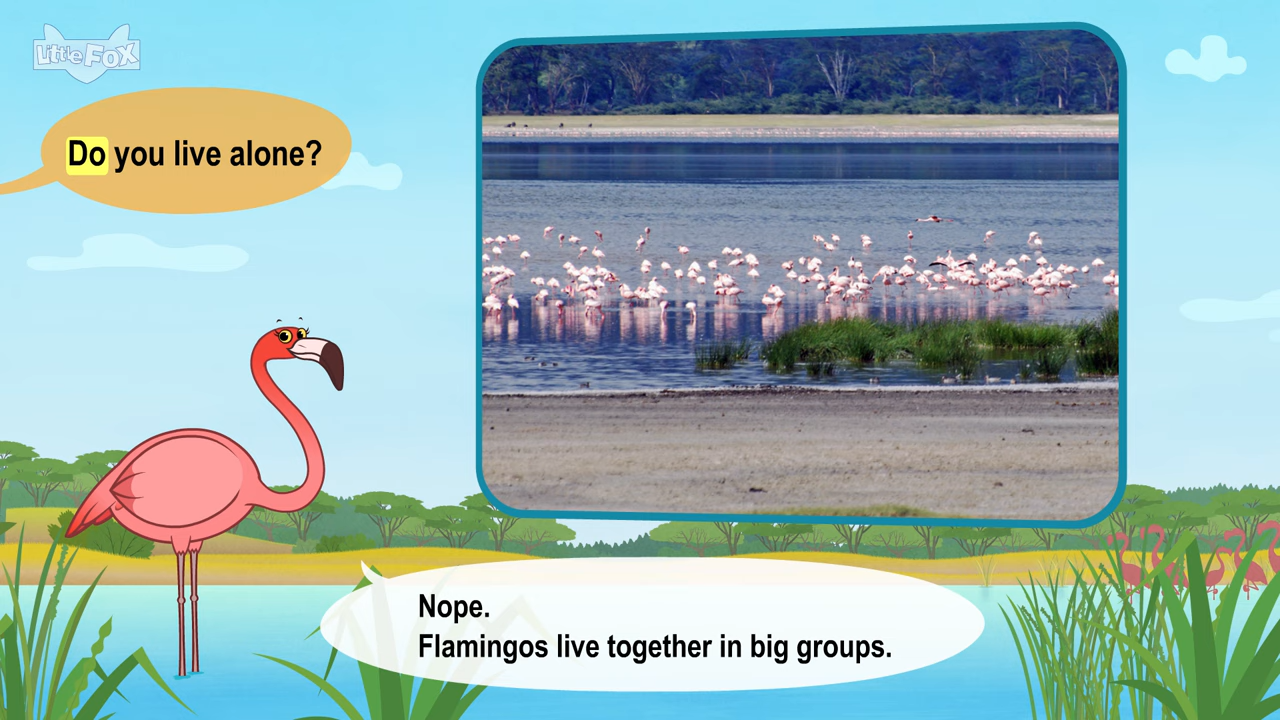 Little Fox
Do you live alone?
Nope.
Flamingos live together in big groups.